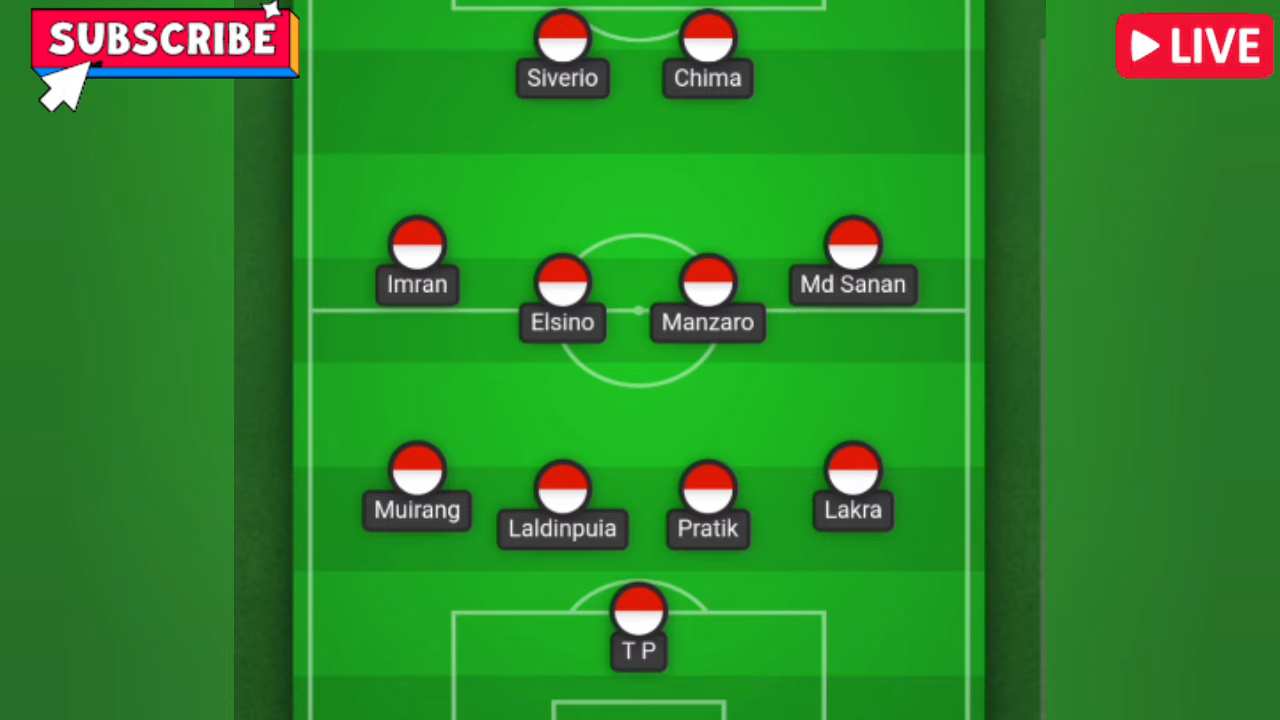 SUBSCRIBE
LIVE
Siverio
Chima
Imran
Md Sanan
Elsino
Manzaro
Muirang
Lakra
Laldinpuia
Pratik
T P